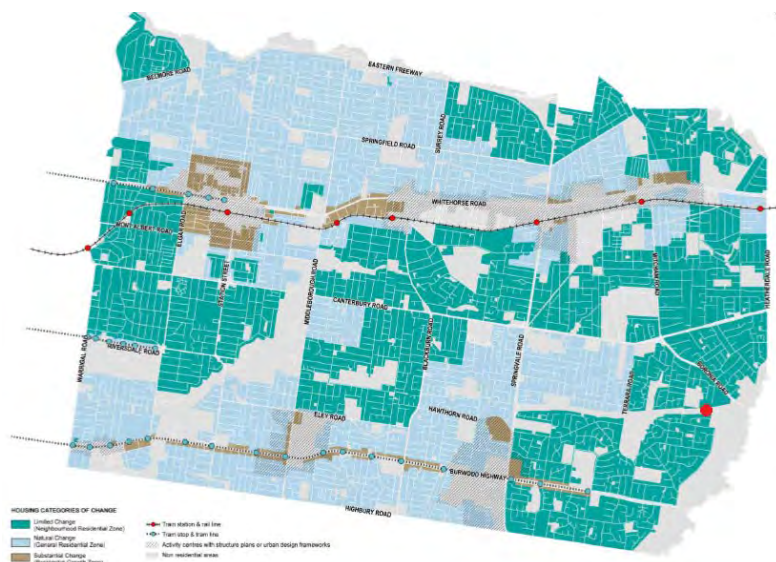 EASTERN FREEWAY
BELMORE ROAD
SURREY ROAD
SPRINGFIELD ROAD
WHITEHORSE ROAD
MONT ALBERT ROAD
ELGAR ROAD
STATION STREET
MIDDLEBOROUGH ROAD
CANTERBURY ROAD
MITCHAM ROAD
HEATHERDALE ROAD
WARRIGAL ROAD
RIVERSDALE ROAD
BLACKBURN ROAD
SPRINGVALE ROAD
BORONIA ROAD
TERRARA ROAD
ELEY ROAD
HAWTHORN ROAD
BURWOOD HIGHWAY
HIGHBURY ROAD
HOUSING CATEGORIES OF CHANGE
Limited Change
(Neighbourhood Residential Zone)
Natural Change
(General Residential Zone)
Substantial Change
Train station & rail line
Tram stop & tram line
Activity centres with structure plans or urban design frameworks
Non residential areas